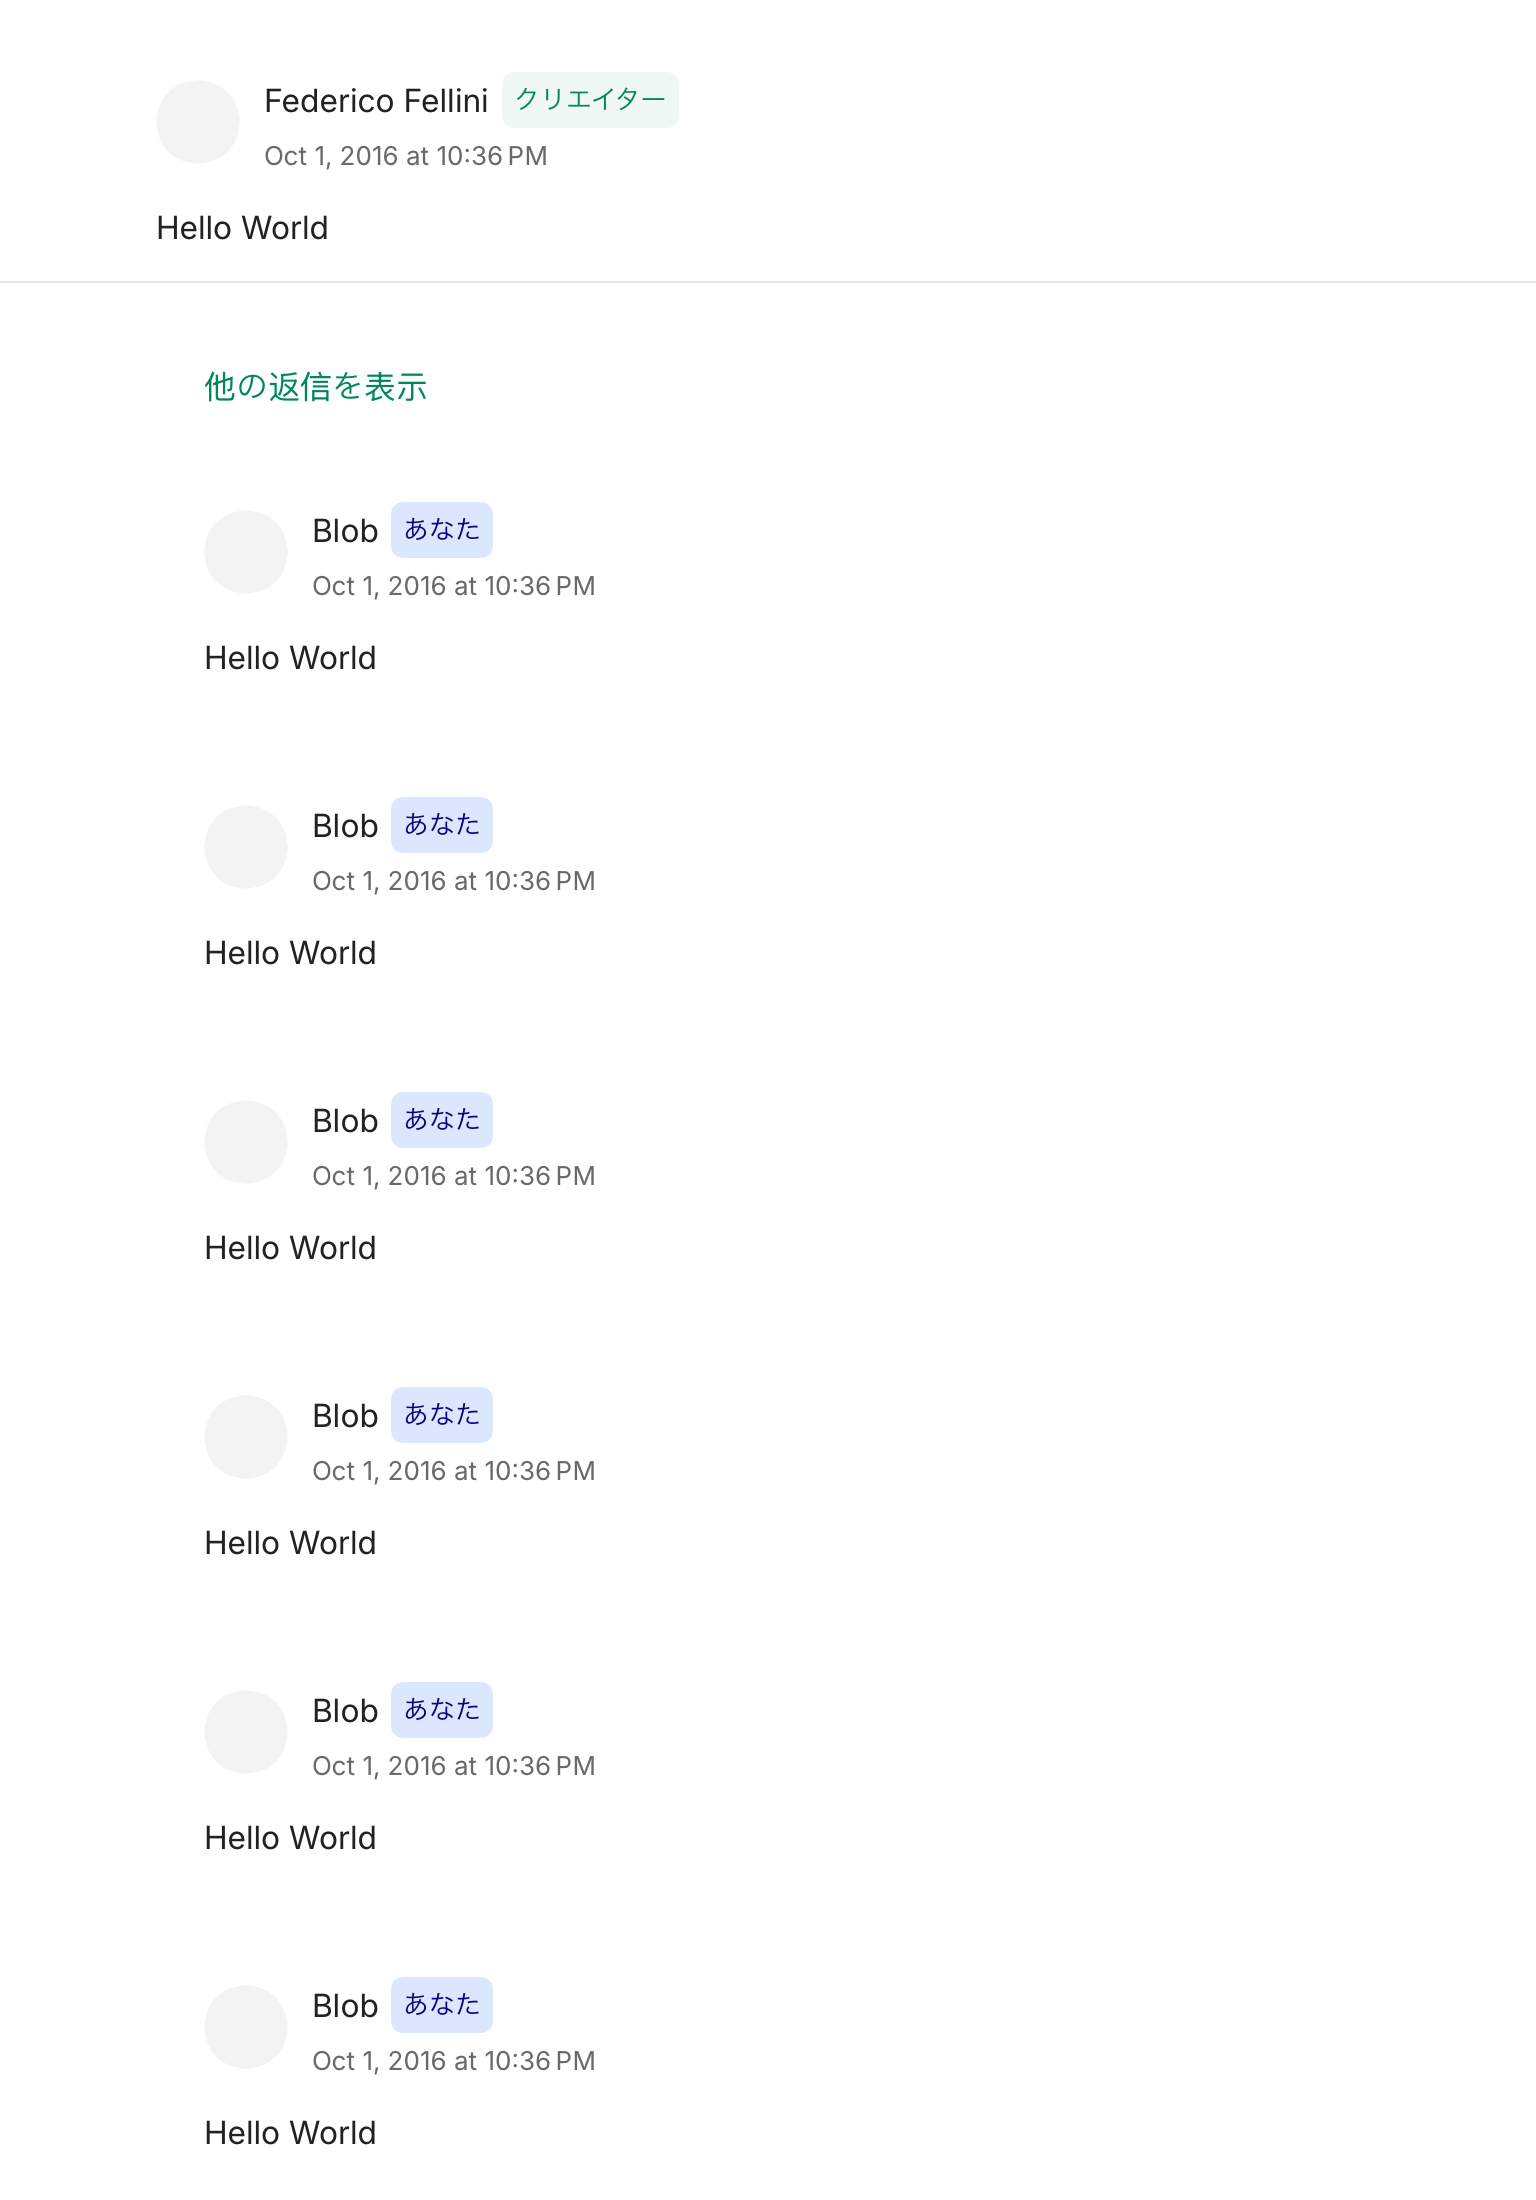 Federico Fellini クリエイター
Oct 1, 2016 at 10:36 PM
Hello World
他の返信を表示
Blob あなた
Oct 1, 2016 at 10:36 PM
Hello World
Blob あなた
Oct 1, 2016 at 10:36 PM
Hello World
Blob あなた
Oct 1, 2016 at 10:36 PM
Hello World
Blob あなた
Oct 1, 2016 at 10:36 PM
Hello World
Blob あなた
Oct 1, 2016 at 10:36 PM
Hello World
Blob あなた
Oct 1, 2016 at 10:36 PM
Hello World